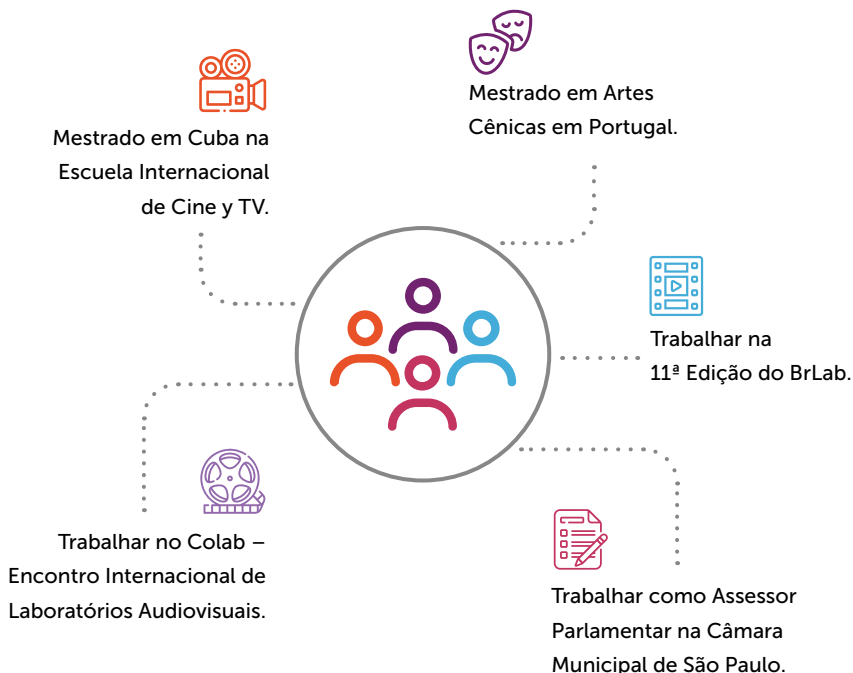 Mestrado em Artes
Cênicas em Portugal.
Mestrado em Cuba na
Escuela Internacional
de Cine y TV.
Trabalhar na
11ª Edição do BrLab.
Trabalhar no Colab –
Encontro Internacional de
Laboratórios Audiovisuais.
Trabalhar como Assessor
Parlamentar na Câmara
Municipal de São Paulo.